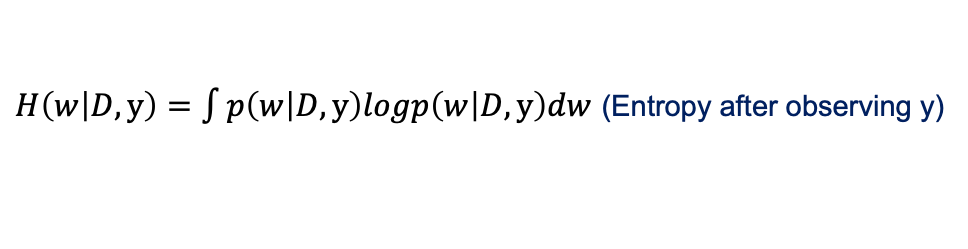 H(w|D,y) = ∫ p(w|D,y)logp(w|D,y)dw (Entropy after observing y)